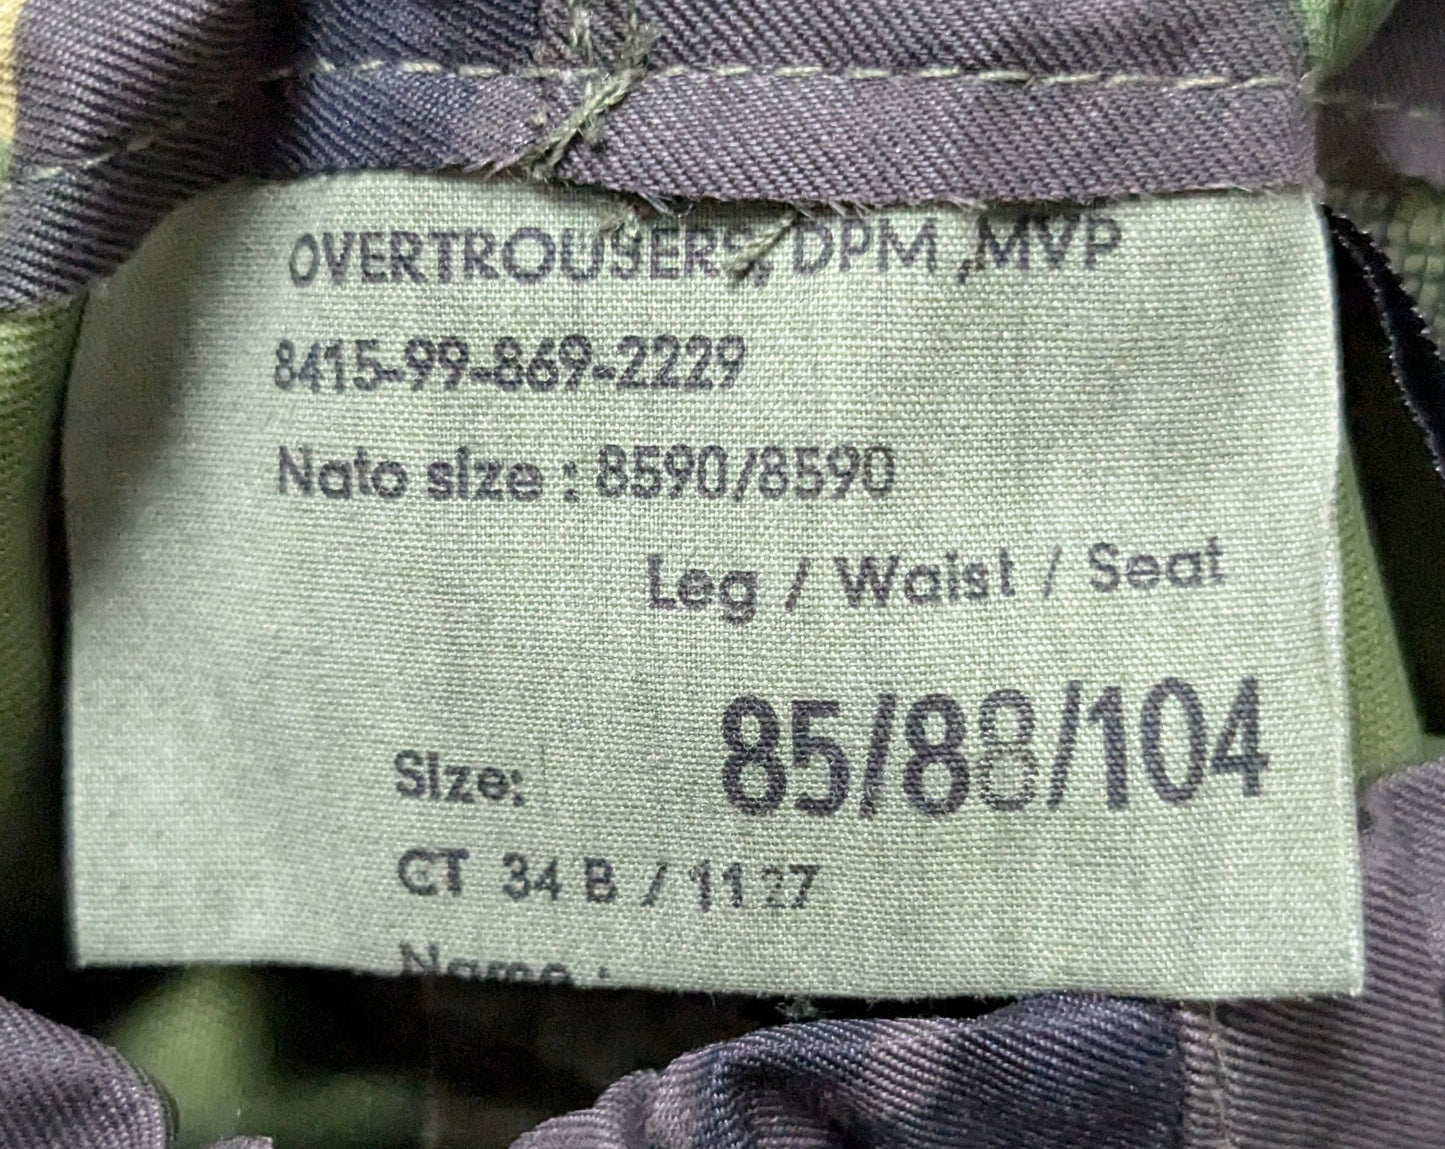 OVERTROUSERS, DPM ,MVP
8415-99-869-2229
Nato size : 8590/8590
Leg / Waist / Seat
Size: 85/88/104
CT 34 B / 1127
Name :